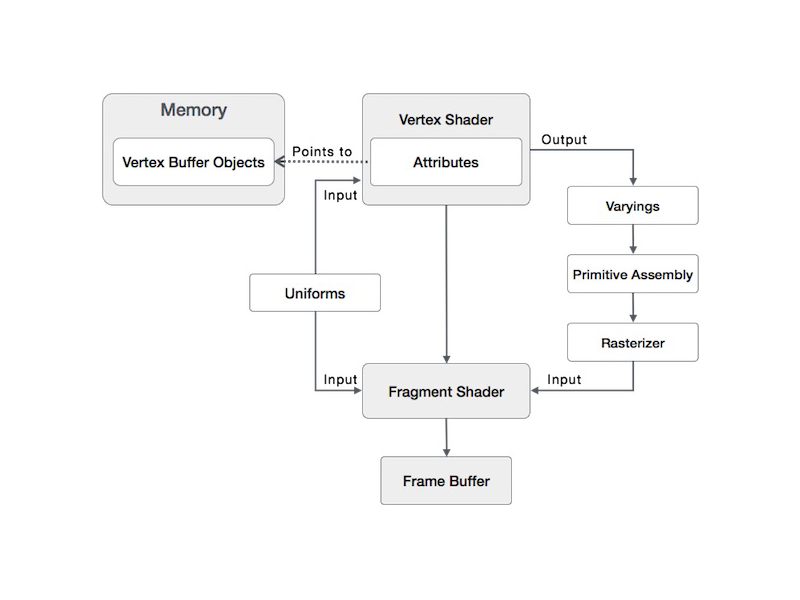 Memory
Vertex Buffer Objects
Points to
Vertex Shader
Attributes
Output
Input
Varyings
Uniforms
Primitive Assembly
Rasterizer
Input
Fragment Shader
Input
Frame Buffer